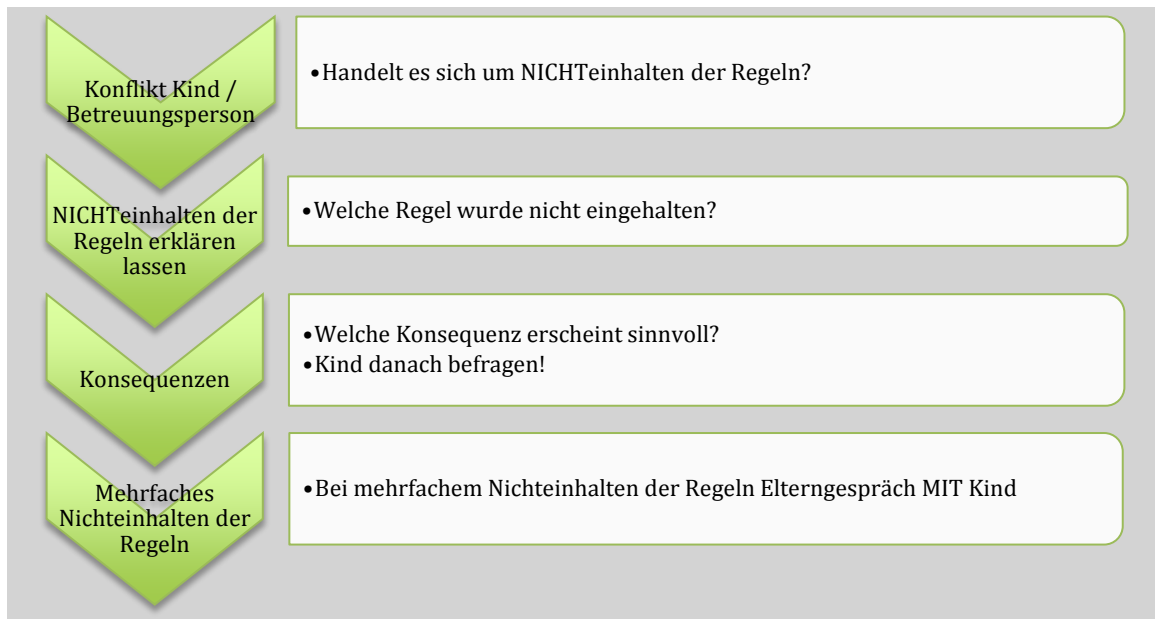 Konflikt Kind /
Betreuungsperson
•Handelt es sich um NICHTeinhalten der Regeln?
NICHTeinhalten der
Regeln erklären
lassen
•Welche Regel wurde nicht eingehalten?
Konsequenzen
•Welche Konsequenz erscheint sinnvoll?
•Kind danach befragen!
Mehrfaches
Nichteinhalten der
Regeln
•Bei mehrfachem Nichteinhalten der Regeln Elterngespräch MIT Kind